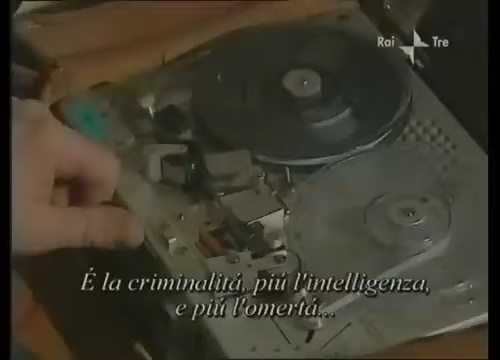 Rai Tre
É la criminalitá, piú l'intelligenza,
e piú l'omertá...